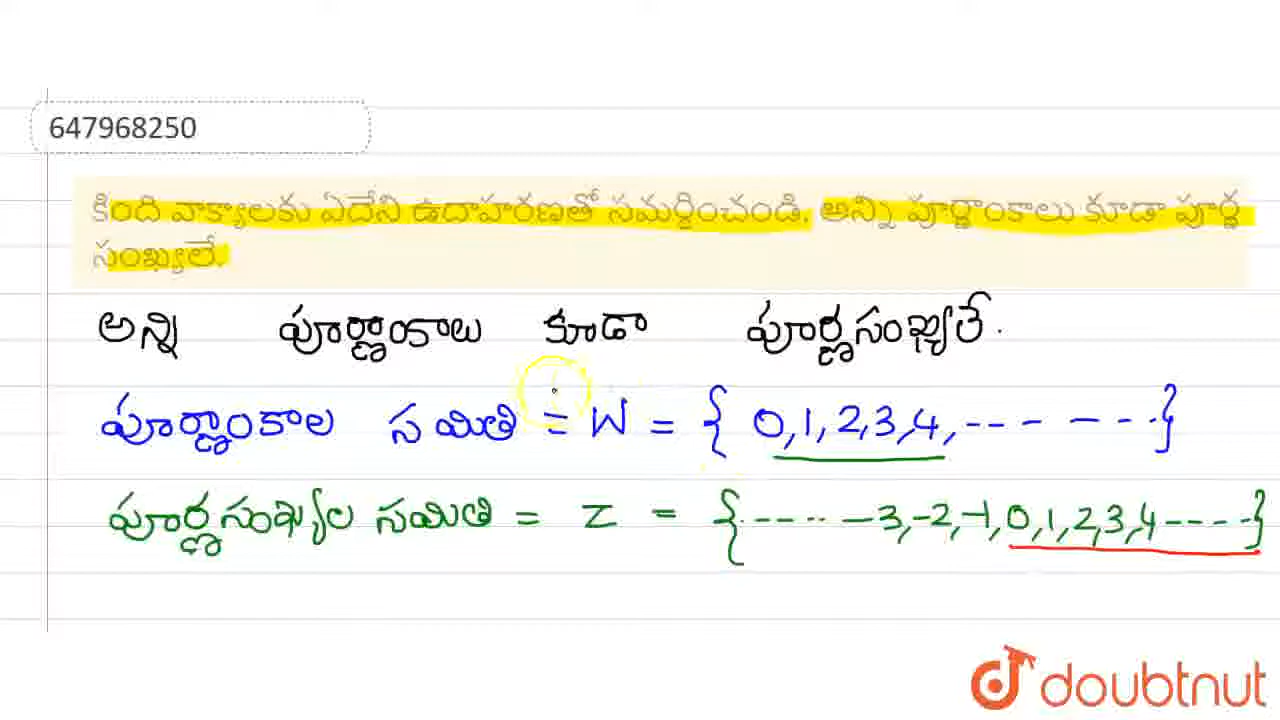 647968250
కింది వాక్యాలకు ఏదేని ఉదాహరణతో సమర్థించండి. అన్ని పూర్ణాంకాలు కూడా పూర్ణ
సంఖ్యలే.
అన్ని పూర్ణాంకాలు కూడా పూర్ణసంఖ్యలే.
పూర్ణాంకాల సమితి = W = { 0,1,2,3,4,--- - --- }
పూర్ణసంఖ్యల సమితి = Z = { ----- -3,-2,-1,0,1,2,3,4----- }
doubtnut